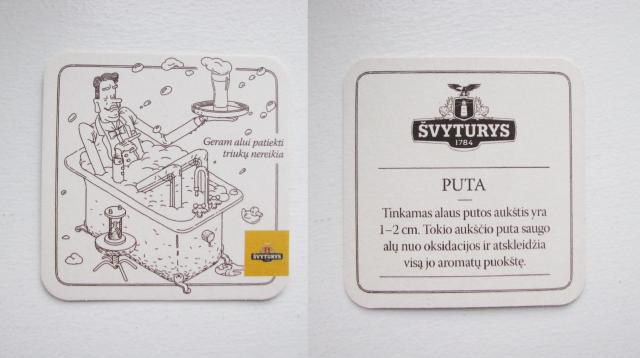 Geram alui patiekti
triukų nereikia
ŠVYTURYS
ŠVYTURYS
1784
PUTA
Tinkamas alaus putos aukštis yra
1–2 cm. Tokio aukščio puta saugo
alų nuo oksidacijos ir atskleidžia
visą jo aromatų puokštę.